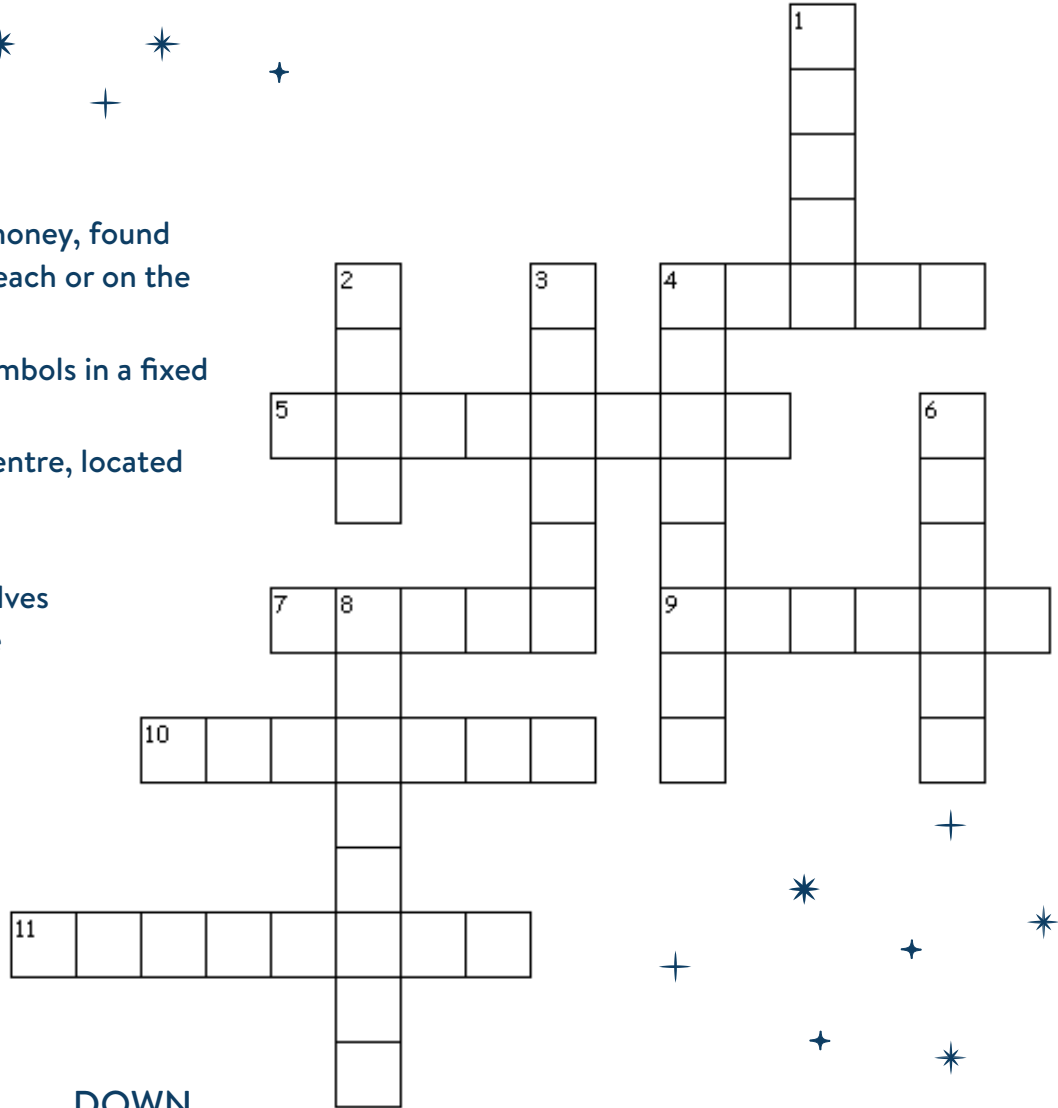 1
money, found
2
3
4
each or on the
mbols in a fixed
5
6
entre, located
lves
7
8
9
10
11
DOWN